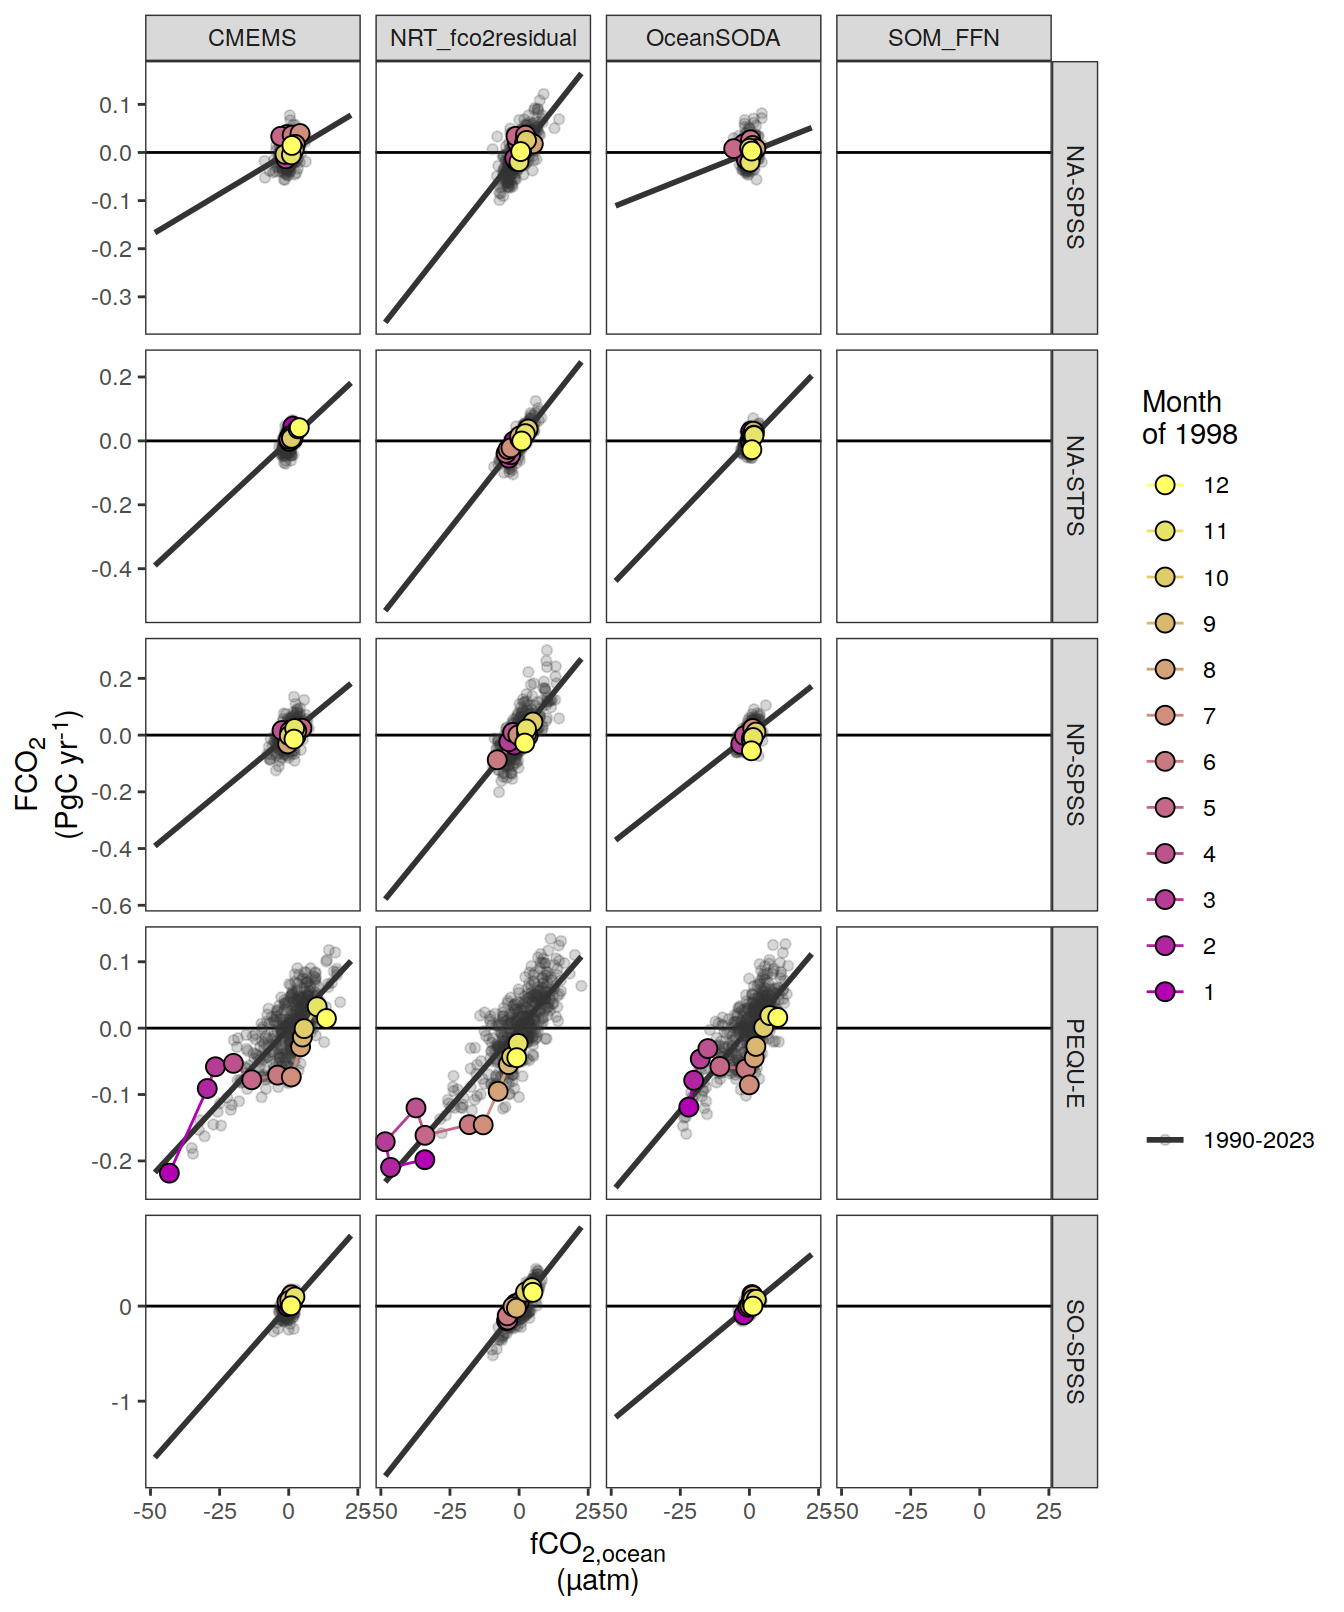 CMEMS NRT_fco2residual OceanSODA SOM_FFN
0.1
0.0
-0.1
-0.2
-0.3
NA-SPSS
0.2
0.0
-0.2
-0.4
NA-STPS
0.2
0.0
-0.2
-0.4
-0.6
NP-SPSS
0.1
0.0
-0.1
-0.2
PEQU-E
0
-1
SO-SPSS
-50 -25 0 25 -50 -25 0 25 -50 -25 0 25 -50 -25 0 25
fCO2,ocean
(µatm)
FCO2
(PgC yr-1)
Month
of 1998
12
11
10
9
8
7
6
5
4
3
2
1
1990-2023